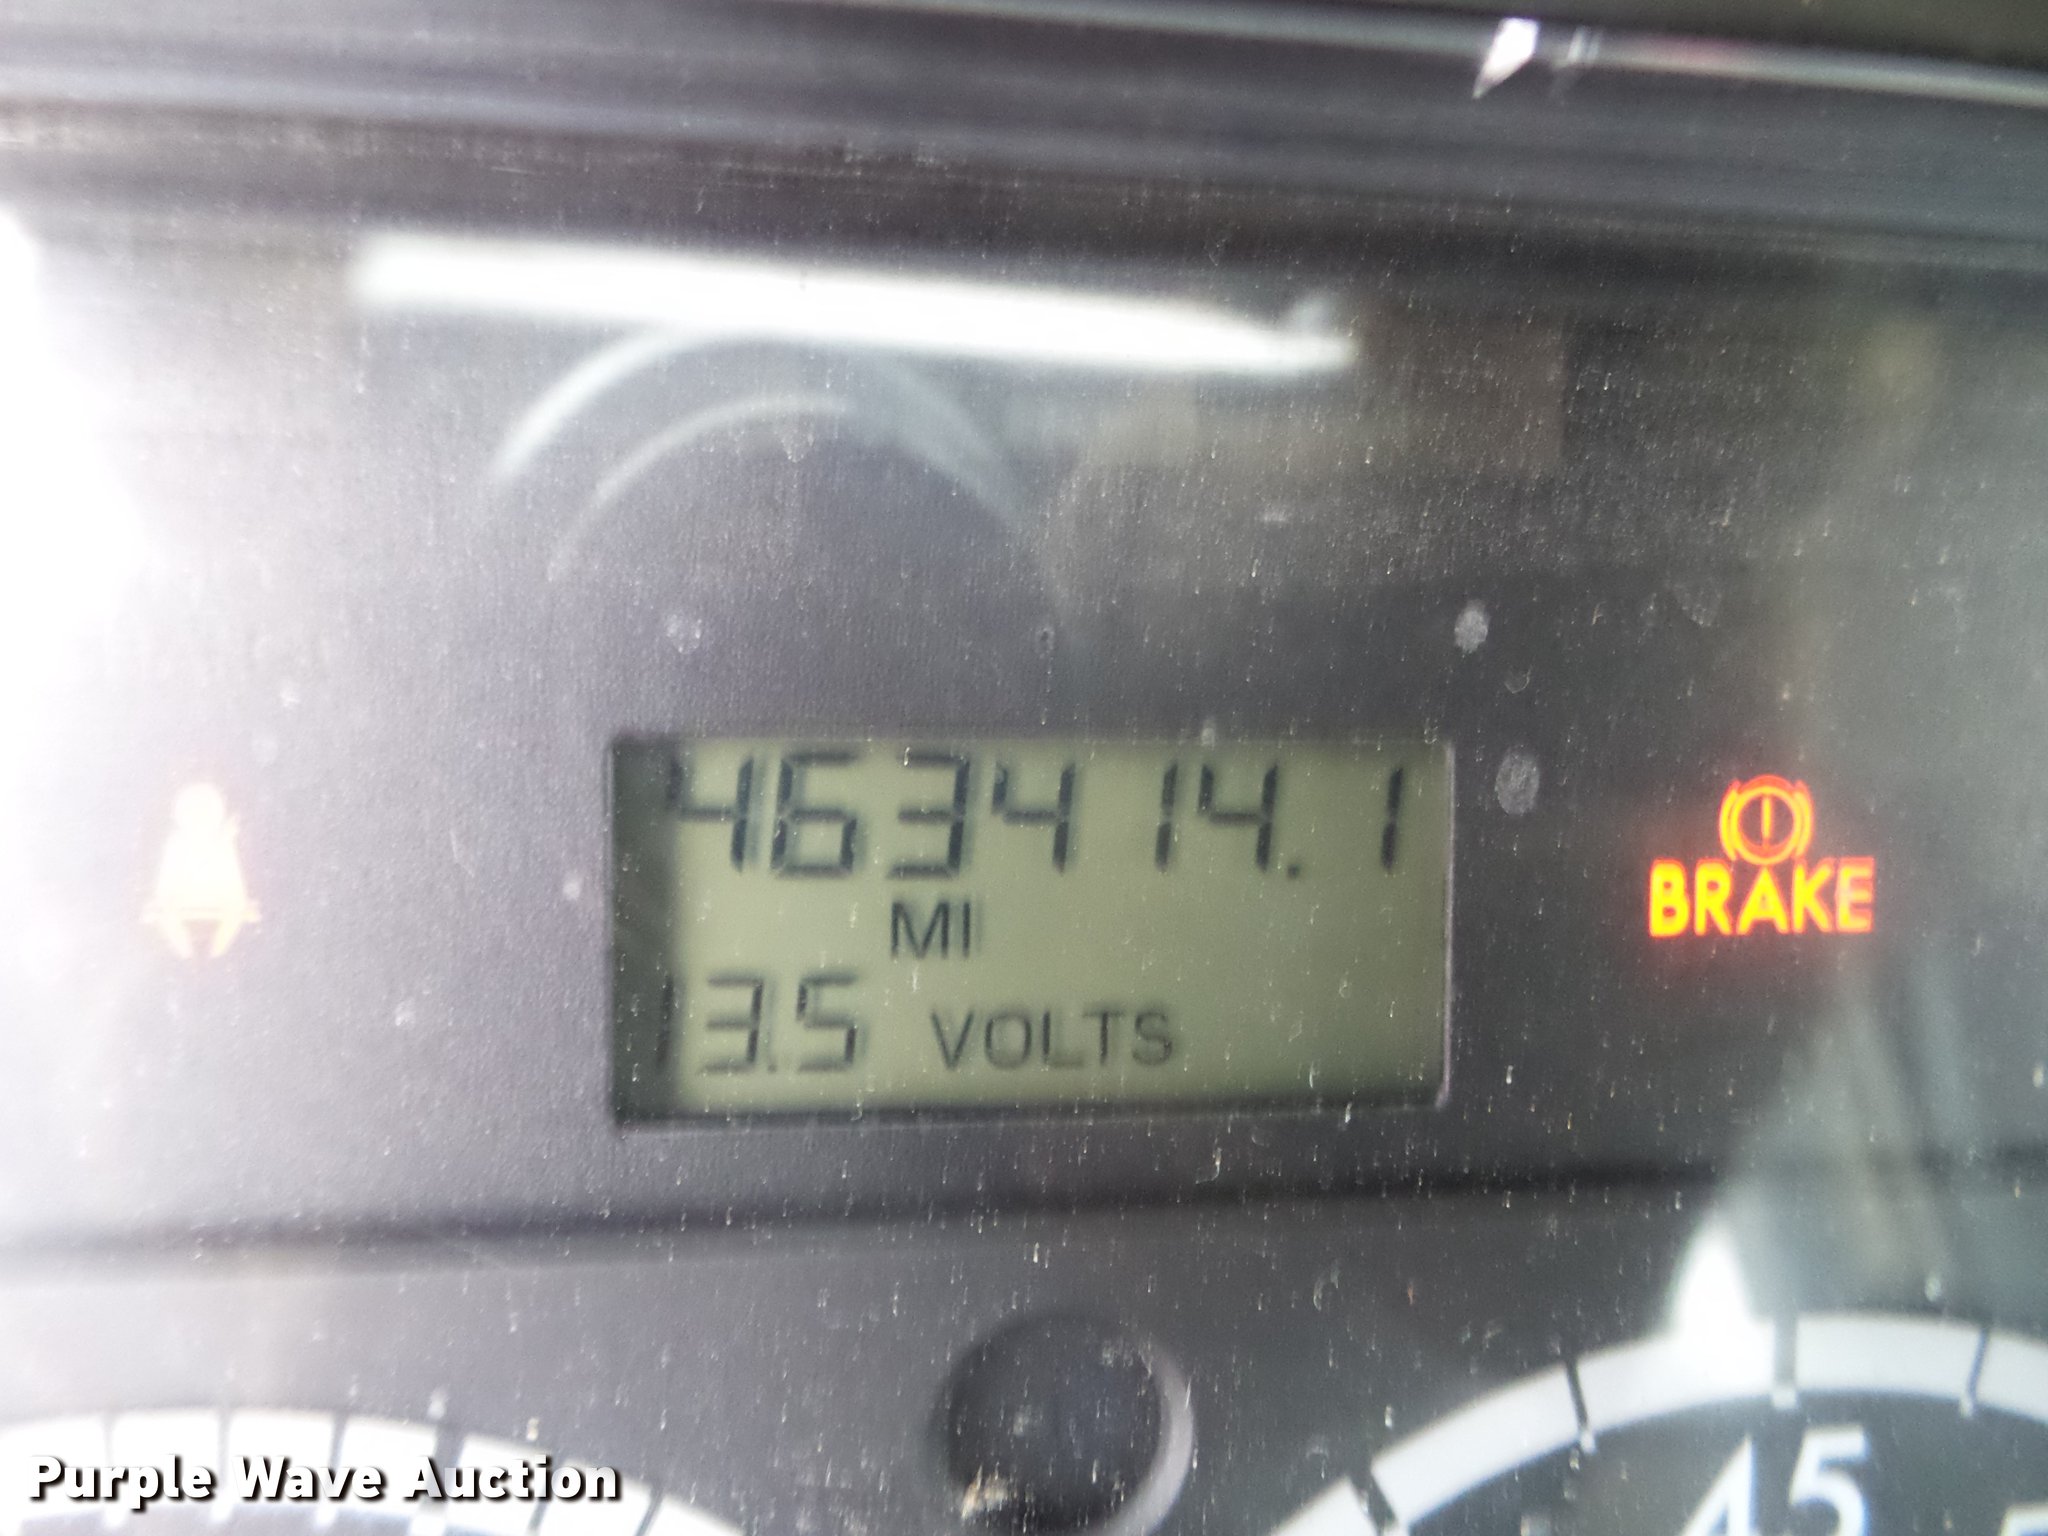 463414.1
MI
13.5 VOLTS
BRAKE
45
Purple Wave Auction